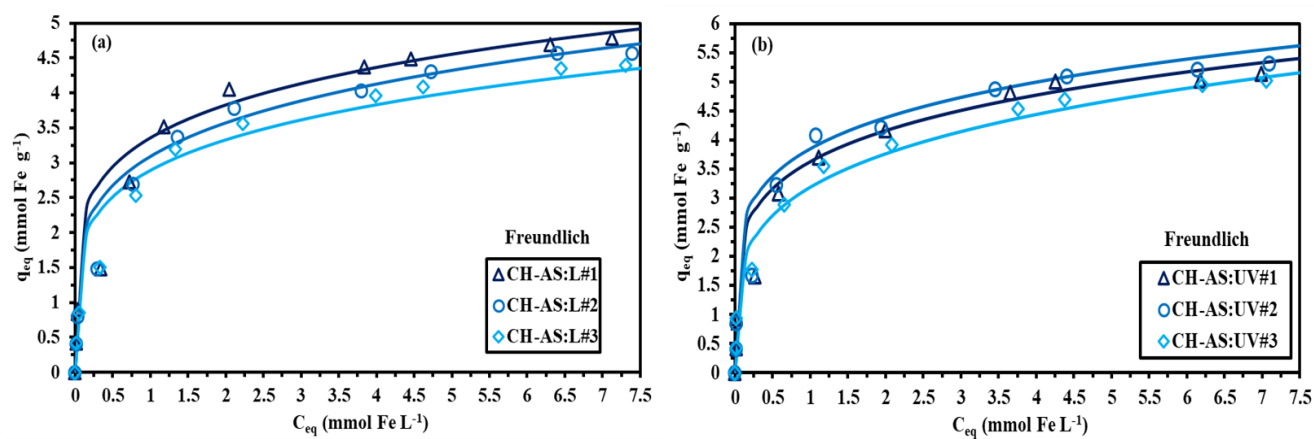 (a)
5
4.5
4
3.5
3
2.5
2
1.5
1
0.5
0
q_eq (mmol Fe g⁻¹)
Freundlich
CH-AS:L#1
CH-AS:L#2
CH-AS:L#3
0 0.5 1 1.5 2 2.5 3 3.5 4 4.5 5 5.5 6 6.5 7 7.5
C_eq (mmol Fe L⁻¹)
(b)
6
5.5
5
4.5
4
3.5
3
2.5
2
1.5
1
0.5
0
q_eq (mmol Fe g⁻¹)
Freundlich
CH-AS:UV#1
CH-AS:UV#2
CH-AS:UV#3
0 0.5 1 1.5 2 2.5 3 3.5 4 4.5 5 5.5 6 6.5 7 7.5
C_eq (mmol Fe L⁻¹)